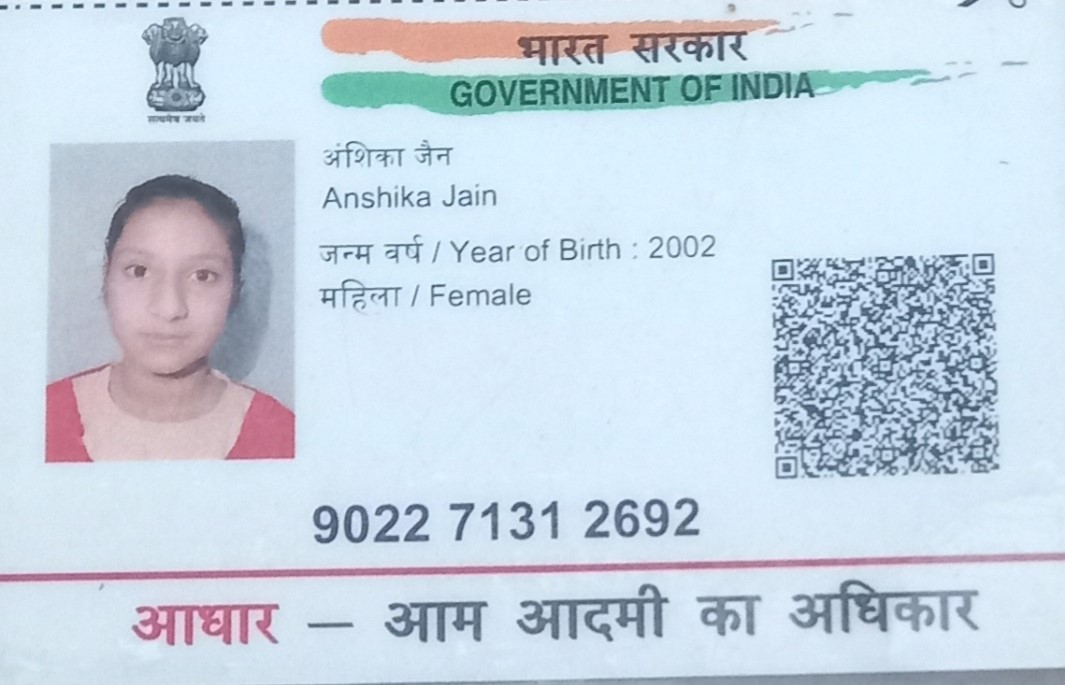 भारत सरकार
GOVERNMENT OF INDIA
सत्यमेव जयते
अंशिका जैन
Anshika Jain
जन्म वर्ष / Year of Birth : 2002
महिला / Female
9022 7131 2692
आधार — आम आदमी का अधिकार